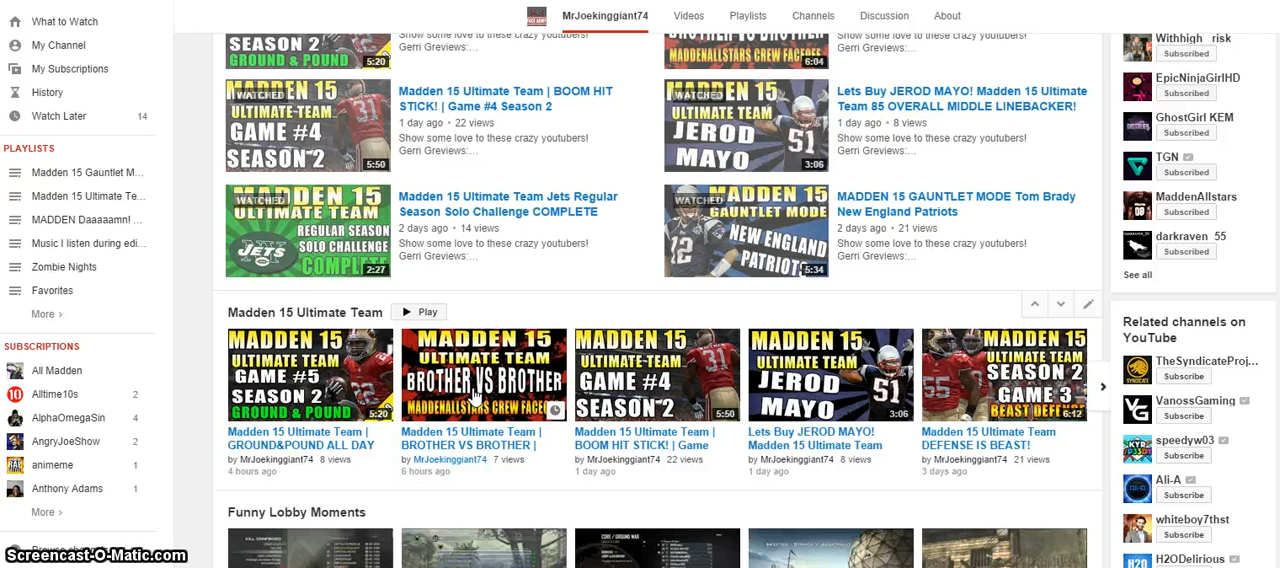 What to Watch
My Channel
My Subscriptions
History
Watch Later 14
PLAYLISTS
Madden 15 Gauntlet M...
Madden 15 Ultimate Te...
MADDEN Daaaaamn! ...
Music I listen during edi...
Zombie Nights
Favorites
More ›
SUBSCRIPTIONS
All Madden
Alltime10s 2
AlphaOmegaSin 4
AngryJoeShow 2
animeme 1
Anthony Adams 1
More ›
Screencast-O-Matic.com
MrJoekinggiant74 Videos Playlists Channels Discussion About
SEASON 2
GROUND & POUND
5:20
Show some love to these crazy youtubers!
Gerri Greviews:...
MADDENALLSTARS CREW FACEOFF
6:04
Show some love to these crazy youtubers!
Gerri Greviews:...
WATCHED
MADDEN 15
ULTIMATE TEAM
GAME #4
SEASON 2
31
5:50
Madden 15 Ultimate Team | BOOM HIT
STICK! | Game #4 Season 2
1 day ago • 22 views
Show some love to these crazy youtubers!
Gerri Greviews:...
WATCHED
MADDEN 15
ULTIMATE TEAM
JEROD
MAYO
51
3:06
Lets Buy JEROD MAYO! Madden 15 Ultimate
Team 85 OVERALL MIDDLE LINEBACKER!
1 day ago • 8 views
Show some love to these crazy youtubers!
Gerri Greviews:...
WATCHED
MADDEN 15
ULTIMATE TEAM
REGULAR SEASON
SOLO CHALLENGE
COMPLETE
JETS
2:27
Madden 15 Ultimate Team Jets Regular
Season Solo Challenge COMPLETE
2 days ago • 14 views
Show some love to these crazy youtubers!
Gerri Greviews:...
WATCHED
MADDEN 15
GAUNTLET MODE
NEW ENGLAND
PATRIOTS
12
5:34
MADDEN 15 GAUNTLET MODE Tom Brady
New England Patriots
2 days ago • 21 views
Show some love to these crazy youtubers!
Gerri Greviews:...
Madden 15 Ultimate Team Play
MADDEN 15
ULTIMATE TEAM
GAME #5
SEASON 2
GROUND & POUND
5:20
Madden 15 Ultimate Team |
GROUND&POUND ALL DAY
by MrJoekinggiant74 8 views
4 hours ago
MADDEN 15
ULTIMATE TEAM
BROTHER VS BROTHER
MADDENALLSTARS CREW FACEOFF
Madden 15 Ultimate Team |
BROTHER VS BROTHER |
by MrJoekinggiant74 7 views
6 hours ago
MADDEN 15
ULTIMATE TEAM
GAME #4
SEASON 2
31
5:50
Madden 15 Ultimate Team |
BOOM HIT STICK! | Game
by MrJoekinggiant74 22 views
1 day ago
MADDEN 15
ULTIMATE TEAM
JEROD
MAYO
51
3:06
Lets Buy JEROD MAYO!
Madden 15 Ultimate Team
by MrJoekinggiant74 8 views
1 day ago
MADDEN 15
ULTIMATE TEAM
SEASON 2
GAME 3
BEAST DEFENSE
55
6:12
Madden 15 Ultimate Team
DEFENSE IS BEAST!
by MrJoekinggiant74 21 views
3 days ago
Funny Lobby Moments
Withhigh_risk
Subscribed
EpicNinjaGirlHD
Subscribed
GhostGirl KEM
Subscribed
TGN
Subscribed
MaddenAllstars
Subscribed
darkraven_55
Subscribed
See all
Related channels on
YouTube
TheSyndicateProj...
Subscribe
VanossGaming
Subscribe
speedyw03
Subscribe
Ali-A
Subscribe
whiteboy7thst
Subscribe
H2ODelirious